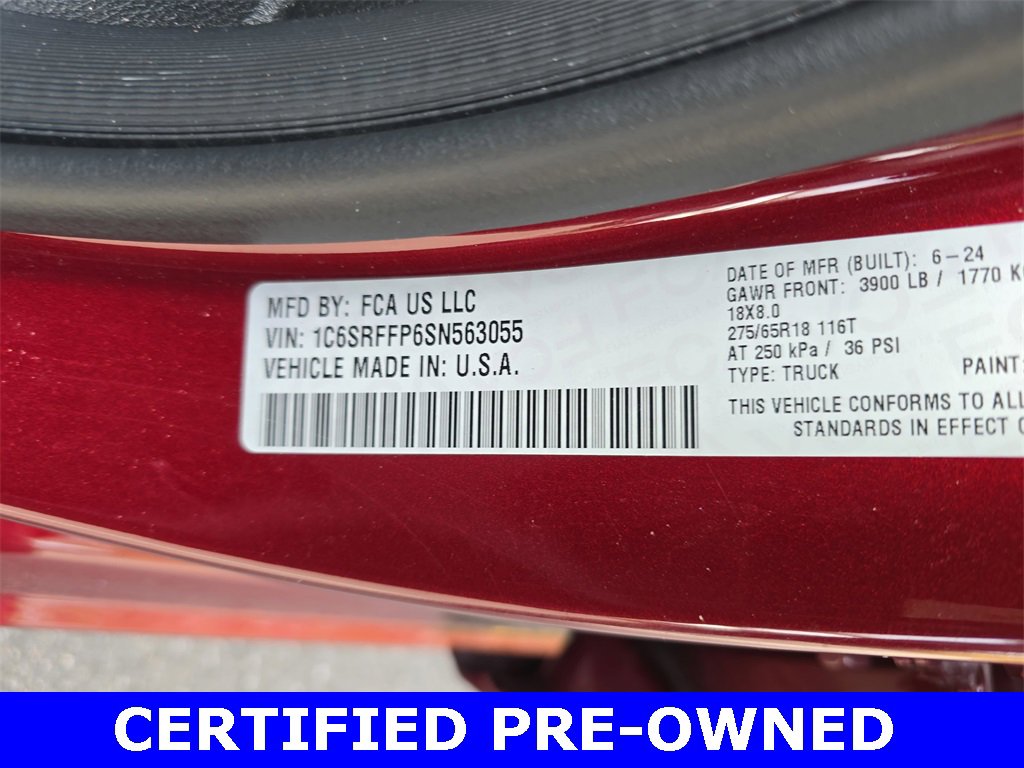 MFD BY: FCA US LLC
VIN: 1C6SRFFP6SN563055
VEHICLE MADE IN: U.S.A.
DATE OF MFR (BUILT): 6-24
GAWR FRONT: 3900 LB / 1770 KG
18X8.0
275/65R18 116T
AT 250 kPa / 36 PSI
TYPE: TRUCK PAINT:
THIS VEHICLE CONFORMS TO ALL
STANDARDS IN EFFECT
CERTIFIED PRE-OWNED